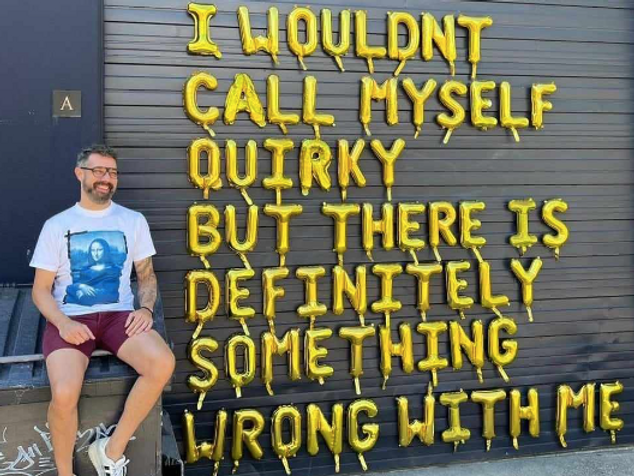 I WOULDNT
CALL MYSELF
QUIRKY
BUT THERE IS
DEFINITELY
SOMETHING
WRONG WITH ME
A